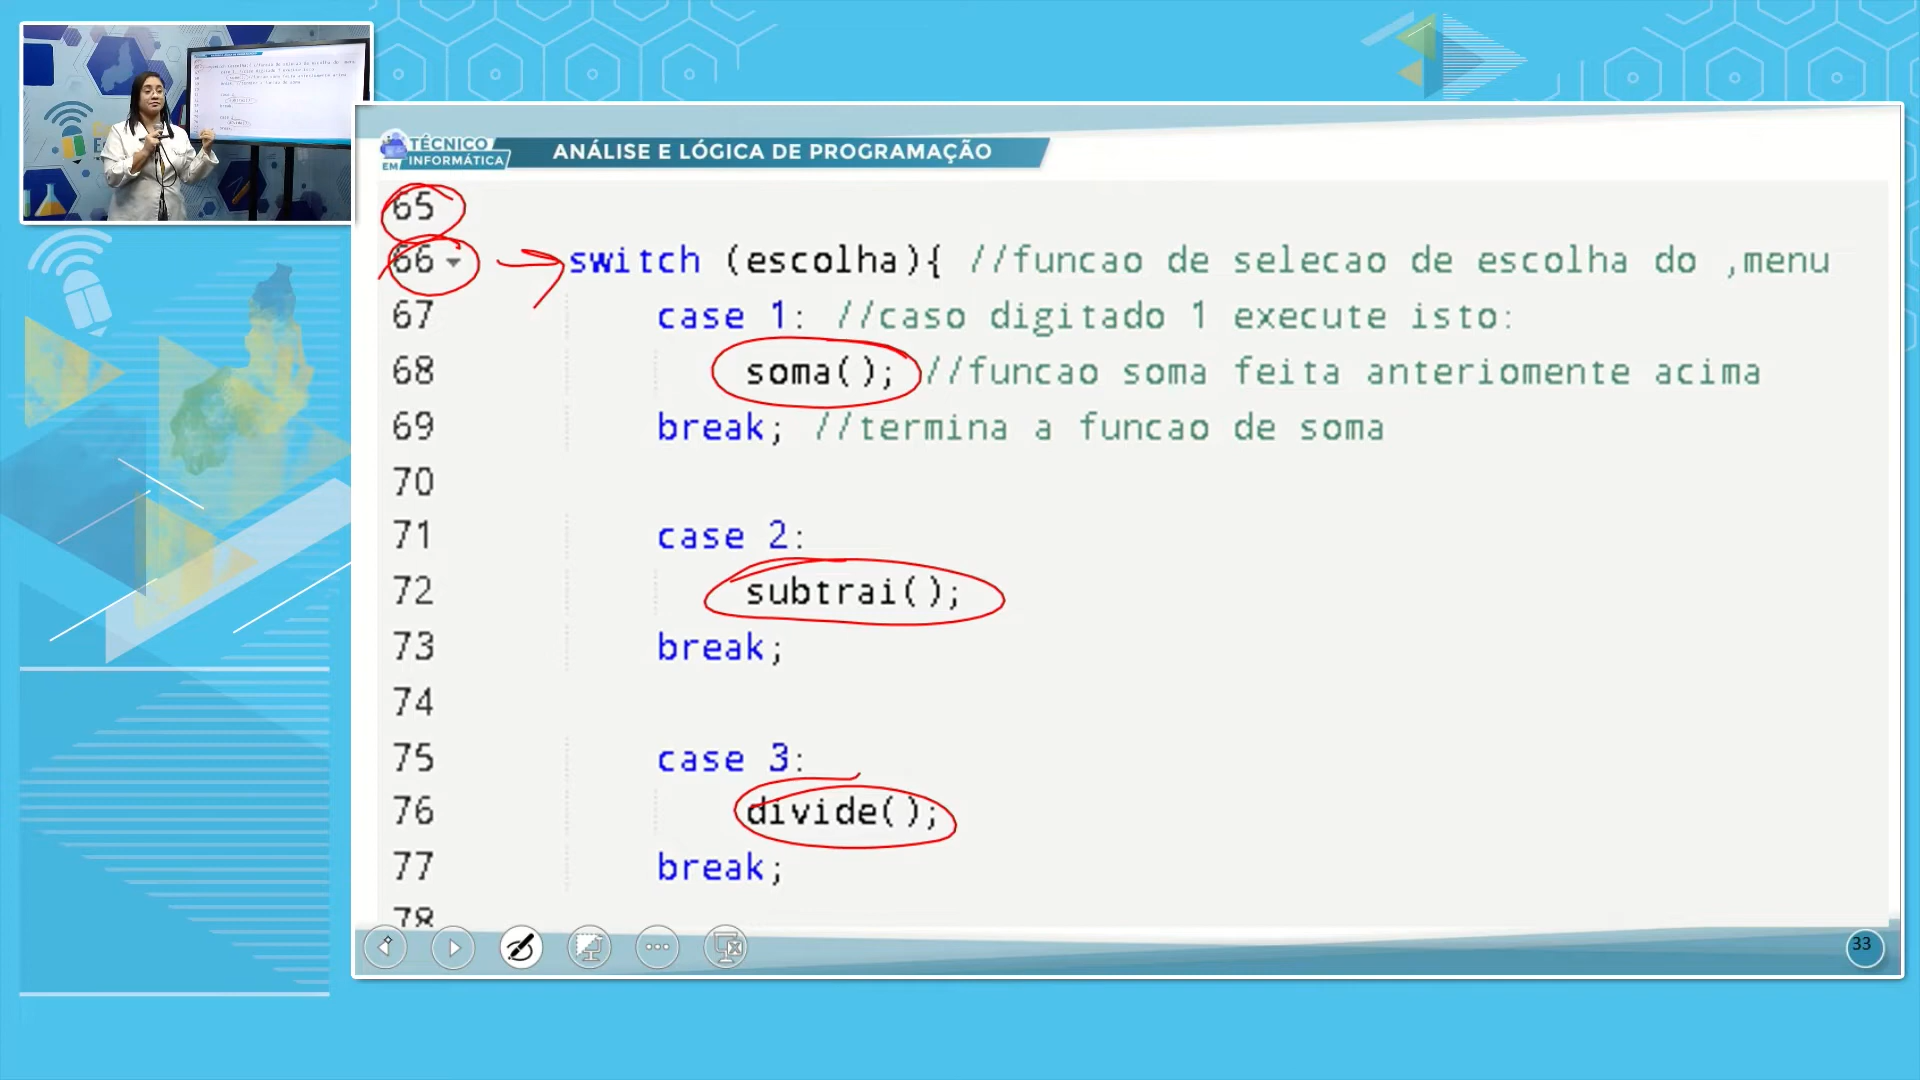 TÉCNICO
EM INFORMÁTICA
ANÁLISE E LÓGICA DE PROGRAMAÇÃO
65
66 switch (escolha){ //funcao de selecao de escolha do ,menu
67 case 1: //caso digitado 1 execute isto:
68 soma(); //funcao soma feita anteriomente acima
69 break; //termina a funcao de soma
70
71 case 2:
72 subtrai();
73 break;
74
75 case 3:
76 divide();
77 break;
78
33